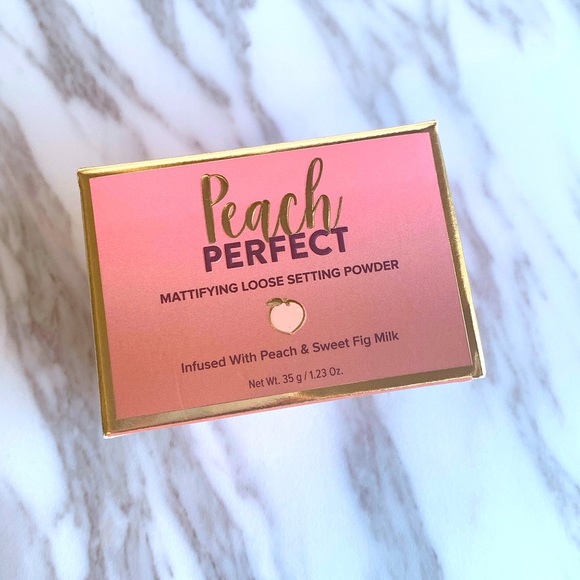 Peach
PERFECT
MATTIFYING LOOSE SETTING POWDER
Infused With Peach & Sweet Fig Milk
Net Wt. 35 g / 1.23 Oz.